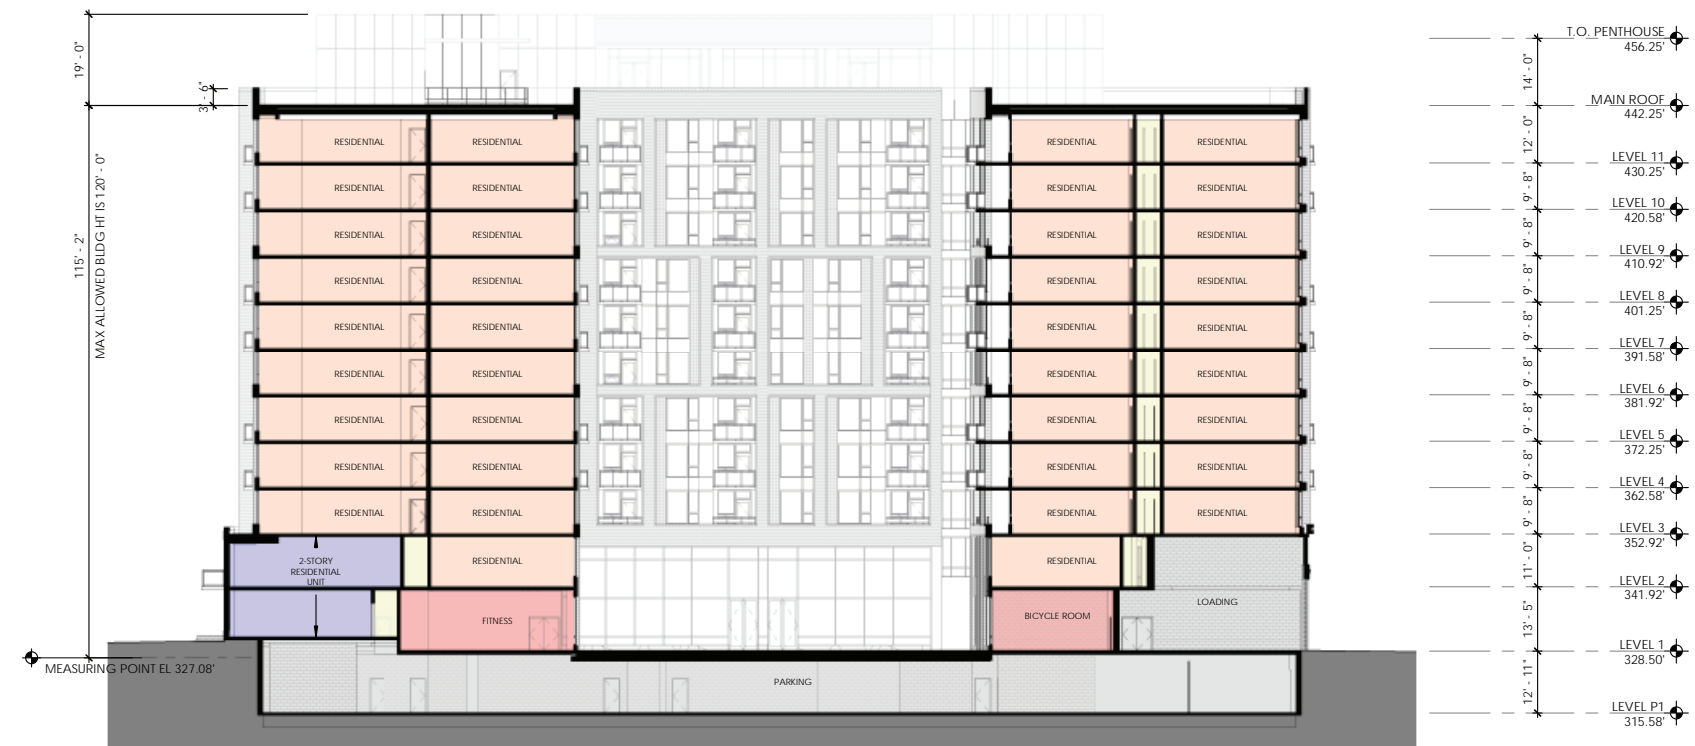 19' - 0"
3' - 6"
115' - 2"
MAX ALLOWED BLDG HT IS 120' - 0"
MEASURING POINT EL 327.08'
RESIDENTIAL RESIDENTIAL RESIDENTIAL RESIDENTIAL
RESIDENTIAL RESIDENTIAL RESIDENTIAL RESIDENTIAL
RESIDENTIAL RESIDENTIAL RESIDENTIAL RESIDENTIAL
RESIDENTIAL RESIDENTIAL RESIDENTIAL RESIDENTIAL
RESIDENTIAL RESIDENTIAL RESIDENTIAL RESIDENTIAL
RESIDENTIAL RESIDENTIAL RESIDENTIAL RESIDENTIAL
RESIDENTIAL RESIDENTIAL RESIDENTIAL RESIDENTIAL
RESIDENTIAL RESIDENTIAL RESIDENTIAL RESIDENTIAL
RESIDENTIAL RESIDENTIAL RESIDENTIAL RESIDENTIAL
2-STORY
RESIDENTIAL
UNIT
RESIDENTIAL RESIDENTIAL
FITNESS BICYCLE ROOM LOADING
PARKING
T.O. PENTHOUSE
456.25'
14' - 0"
MAIN ROOF
442.25'
12' - 0"
LEVEL 11
430.25'
9' - 8"
LEVEL 10
420.58'
9' - 8"
LEVEL 9
410.92'
9' - 8"
LEVEL 8
401.25'
9' - 8"
LEVEL 7
391.58'
9' - 8"
LEVEL 6
381.92'
9' - 8"
LEVEL 5
372.25'
9' - 8"
LEVEL 4
362.58'
9' - 8"
LEVEL 3
352.92'
11' - 0"
LEVEL 2
341.92'
13' - 5"
LEVEL 1
328.50'
12' - 11"
LEVEL P1
315.58'